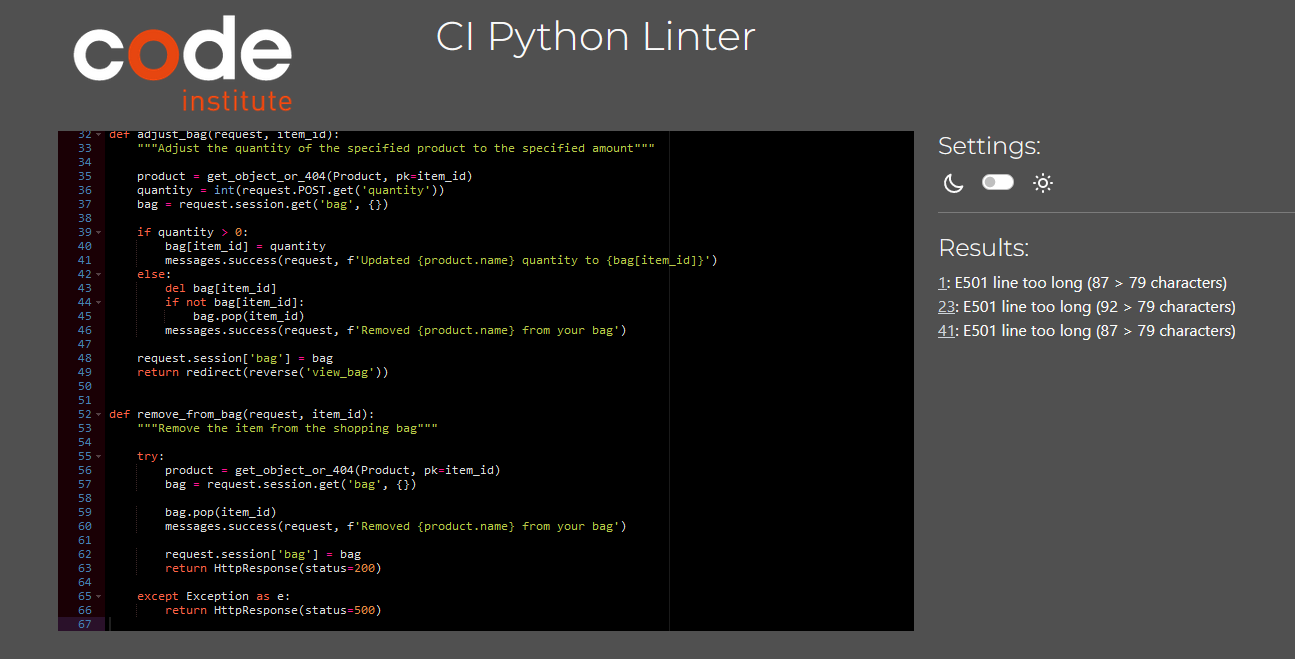 code
institute
CI Python Linter
32 def adjust_bag(request, item_id):
33 """Adjust the quantity of the specified product to the specified amount"""
34
35 product = get_object_or_404(Product, pk=item_id)
36 quantity = int(request.POST.get('quantity'))
37 bag = request.session.get('bag', {})
38
39 if quantity > 0:
40 bag[item_id] = quantity
41 messages.success(request, f'Updated {product.name} quantity to {bag[item_id]}')
42 else:
43 del bag[item_id]
44 if not bag[item_id]:
45 bag.pop(item_id)
46 messages.success(request, f'Removed {product.name} from your bag')
47
48 request.session['bag'] = bag
49 return redirect(reverse('view_bag'))
50
51
52 def remove_from_bag(request, item_id):
53 """Remove the item from the shopping bag"""
54
55 try:
56 product = get_object_or_404(Product, pk=item_id)
57 bag = request.session.get('bag', {})
58
59 bag.pop(item_id)
60 messages.success(request, f'Removed {product.name} from your bag')
61
62 request.session['bag'] = bag
63 return HttpResponse(status=200)
64
65 except Exception as e:
66 return HttpResponse(status=500)
67
Settings:
Results:
1: E501 line too long (87 > 79 characters)
23: E501 line too long (92 > 79 characters)
41: E501 line too long (87 > 79 characters)